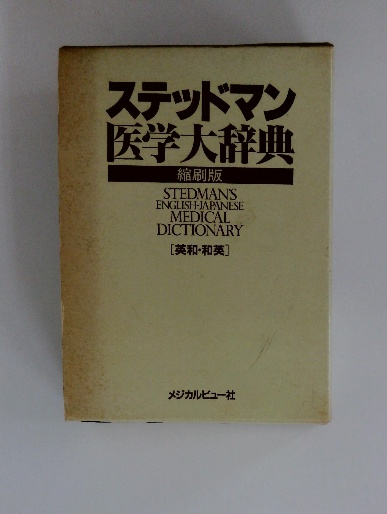 ステッドマン
医学大辞典
縮刷版
STEDMAN'S
ENGLISH-JAPANESE
MEDICAL
DICTIONARY
［英和・和英］
メジカルビュー社